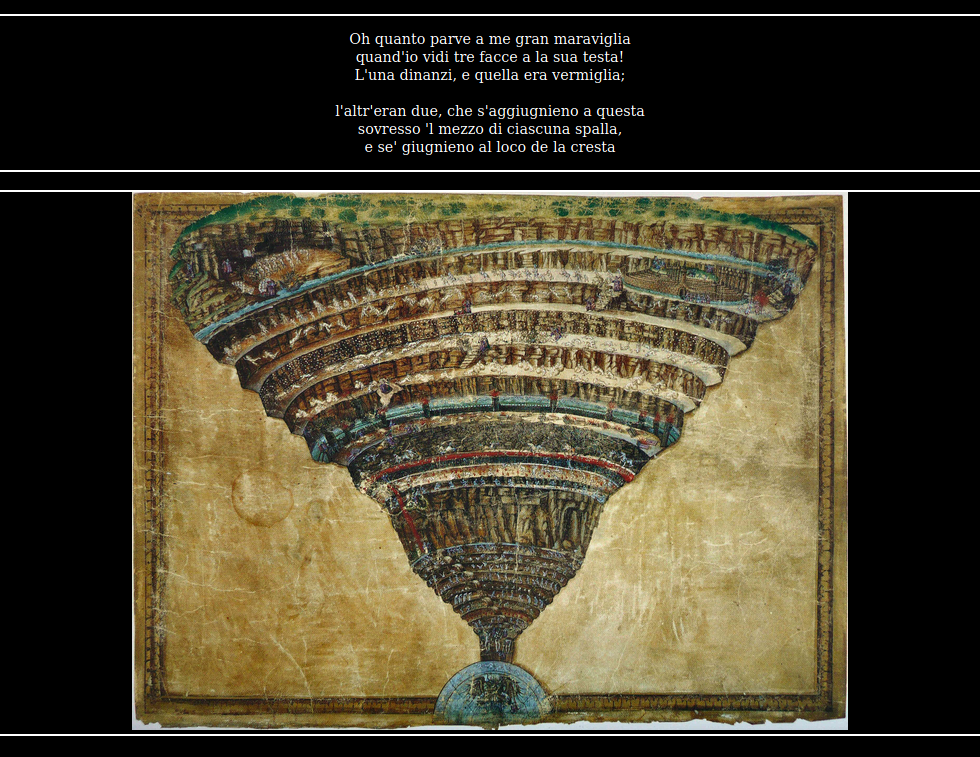 Oh quanto parve a me gran maraviglia
quand'io vidi tre facce a la sua testa!
L'una dinanzi, e quella era vermiglia;
l'altr'eran due, che s'aggiugnieno a questa
sovresso 'l mezzo di ciascuna spalla,
e se' giugnieno al loco de la cresta